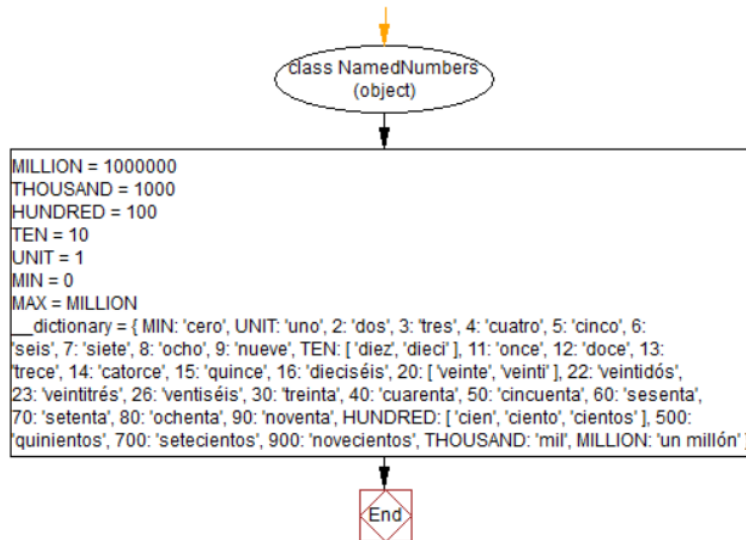 class NamedNumbers
(object)
MILLION = 1000000
THOUSAND = 1000
HUNDRED = 100
TEN = 10
UNIT = 1
MIN = 0
MAX = MILLION
__dictionary = { MIN: 'cero', UNIT: 'uno', 2: 'dos', 3: 'tres', 4: 'cuatro', 5: 'cinco', 6:
'seis', 7: 'siete', 8: 'ocho', 9: 'nueve', TEN: [ 'diez', 'dieci' ], 11: 'once', 12: 'doce', 13:
'trece', 14: 'catorce', 15: 'quince', 16: 'dieciséis', 20: [ 'veinte', 'veinti' ], 22: 'veintidós',
23: 'veintitrés', 26: 'ventiséis', 30: 'treinta', 40: 'cuarenta', 50: 'cincuenta', 60: 'sesenta',
70: 'setenta', 80: 'ochenta', 90: 'noventa', HUNDRED: [ 'cien', 'ciento', 'cientos' ], 500:
'quinientos', 700: 'setecientos', 900: 'novecientos', THOUSAND: 'mil', MILLION: 'un millón' }
End